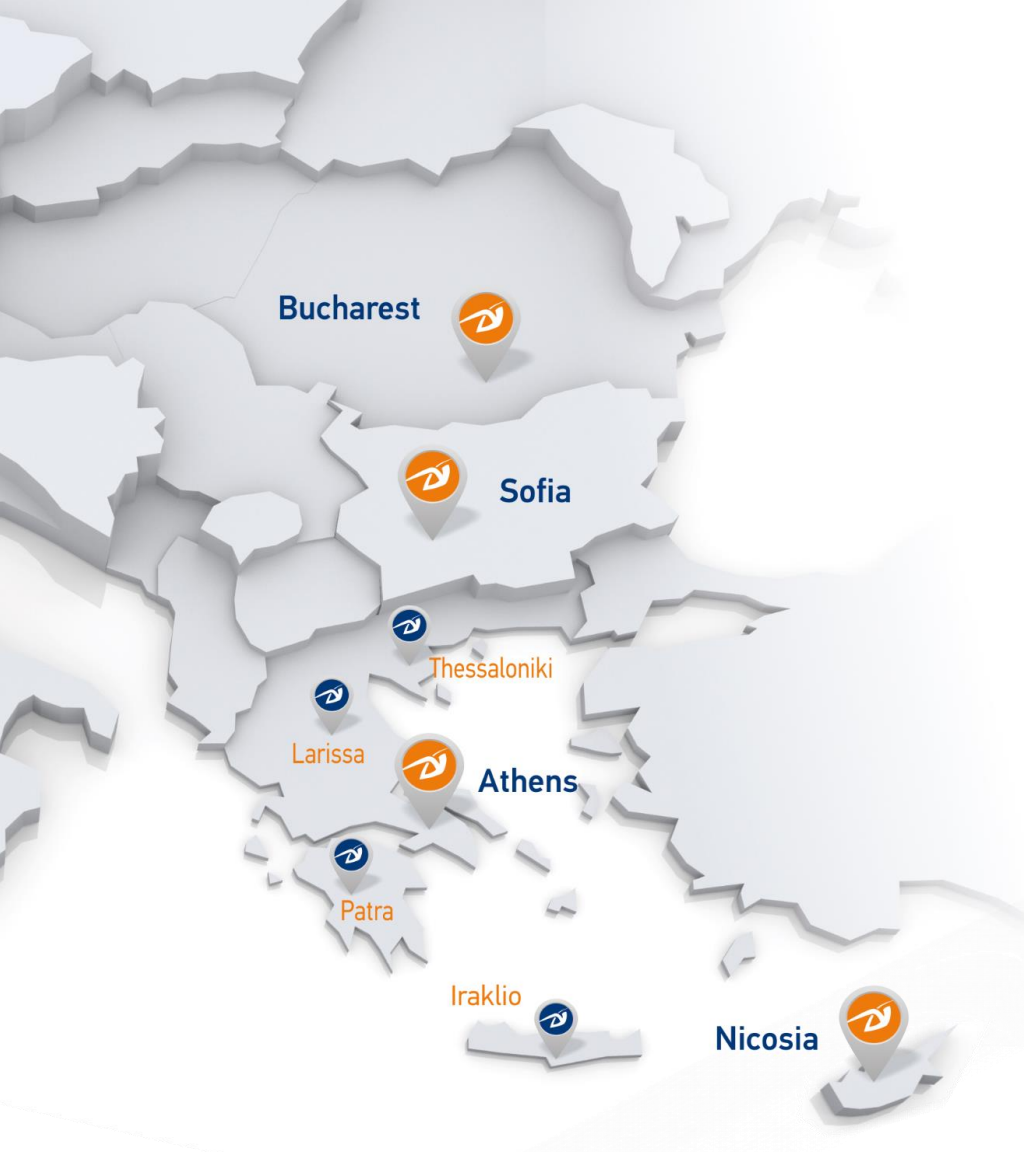 Bucharest
Sofia
Thessaloniki
Larissa
Athens
Patra
Iraklio
Nicosia